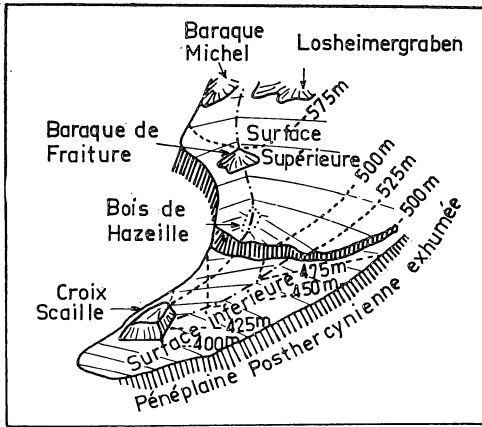 Baraque
Michel
Losheimergraben
575m
Baraque de
Fraiture
Surface
Supérieure
500m
525m
500m
Bois de
Hazeille
475m
450m
Croix
Scaille
Surface inférieure
425m
400m
Pénéplaine Posthercynienne exhumée